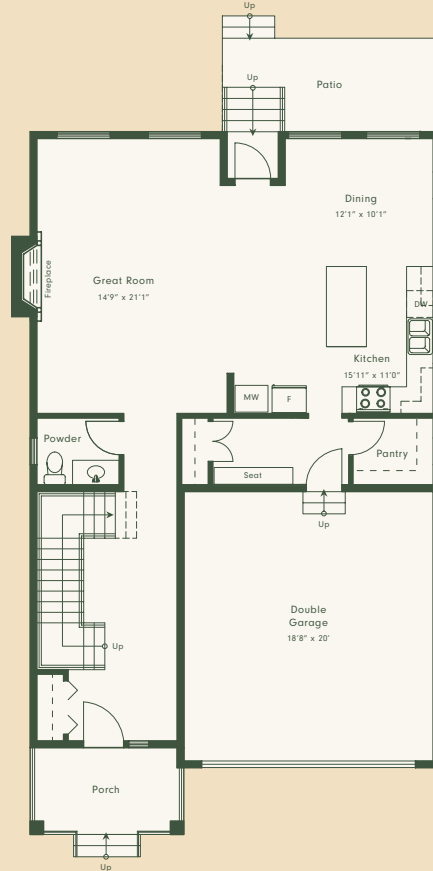 Up
Up
Patio
Dining
12'1" x 10'1"
Fireplace
Great Room
14'9" x 21'1"
DW
Kitchen
15'11" x 11'0"
MW
F
Powder
Pantry
Seat
Up
Double
Garage
18'8" x 20'
Up
Porch
Up